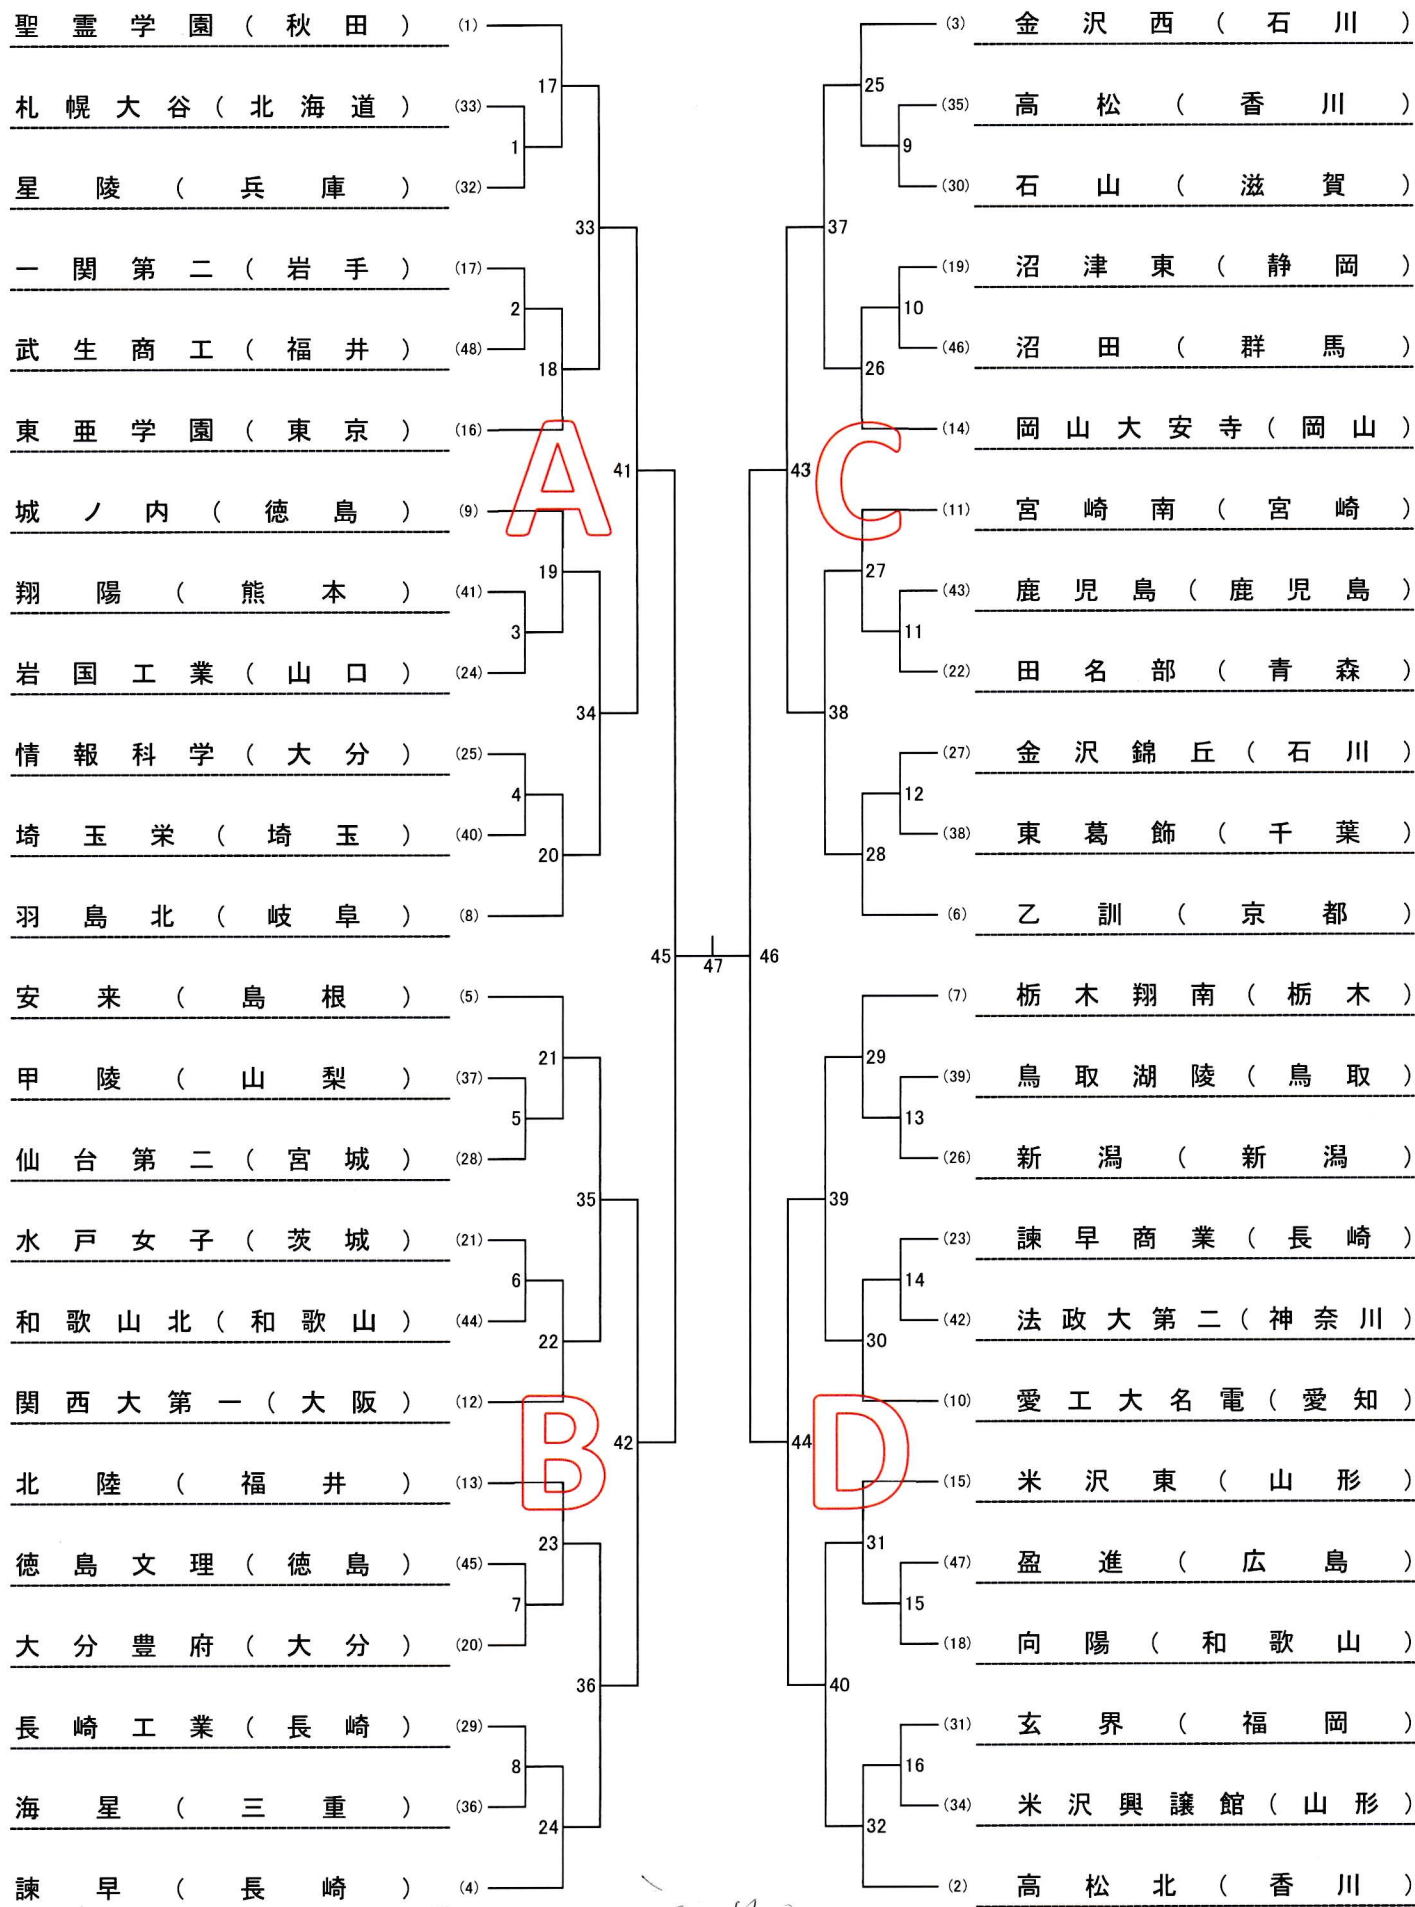 聖霊学園(秋田) (1)
札幌大谷(北海道) (33)
星陵(兵庫) (32)
一関第二(岩手) (17)
武生商工(福井) (48)
東亜学園(東京) (16)
城ノ内(徳島) (9)
翔陽(熊本) (41)
岩国工業(山口) (24)
情報科学(大分) (25)
埼玉栄(埼玉) (40)
羽島北(岐阜) (8)
安来(島根) (5)
甲陵(山梨) (37)
仙台第二(宮城) (28)
水戸女子(茨城) (21)
和歌山北(和歌山) (44)
関西大第一(大阪) (12)
北陸(福井) (13)
徳島文理(徳島) (45)
大分豊府(大分) (20)
長崎工業(長崎) (29)
海星(三重) (36)
諫早(長崎) (4)
1
2
3
4
5
6
7
8
17
18
19
20
21
22
23
24
33
34
35
36
41
42
45
A
B
47
46
43
44
37
38
39
40
25
26
27
28
29
30
31
32
9
10
11
12
13
14
15
16
C
D
(3) 金沢西(石川)
(35) 高松(香川)
(30) 石山(滋賀)
(19) 沼津東(静岡)
(46) 沼田(群馬)
(14) 岡山大安寺(岡山)
(11) 宮崎南(宮崎)
(43) 鹿児島(鹿児島)
(22) 田名部(青森)
(27) 金沢錦丘(石川)
(38) 東葛飾(千葉)
(6) 乙訓(京都)
(7) 栃木翔南(栃木)
(39) 鳥取湖陵(鳥取)
(26) 新潟(新潟)
(23) 諫早商業(長崎)
(42) 法政大第二(神奈川)
(10) 愛工大名電(愛知)
(15) 米沢東(山形)
(47) 盈進(広島)
(18) 向陽(和歌山)
(31) 玄界(福岡)
(34) 米沢興譲館(山形)
(2) 高松北(香川)